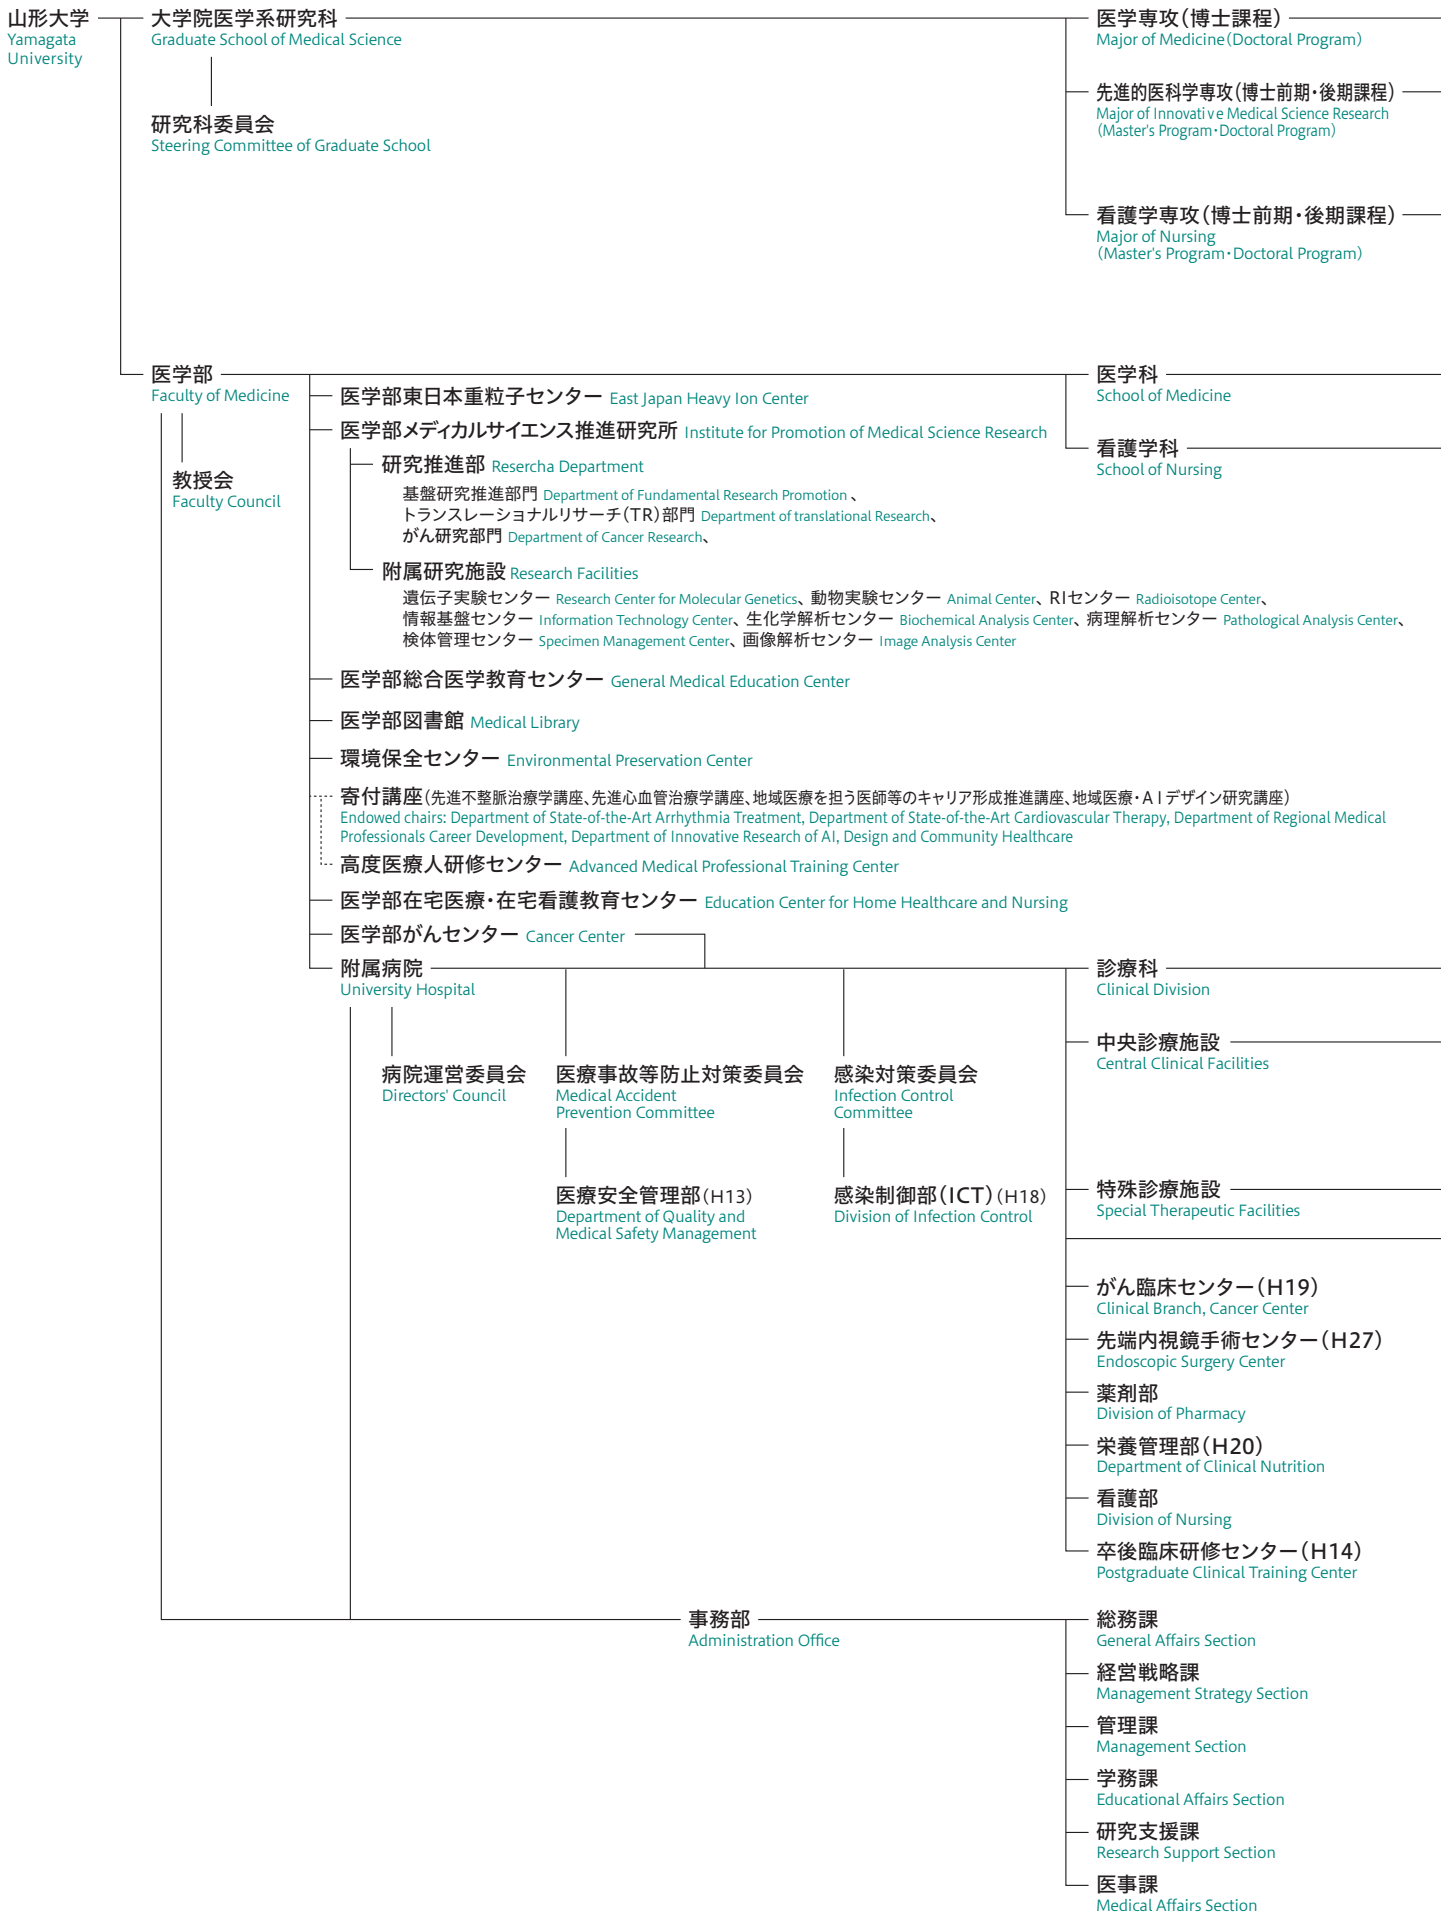 山形大学
Yamagata
University
大学院医学系研究科
Graduate School of Medical Science
研究科委員会
Steering Committee of Graduate School
医学専攻（博士課程）
Major of Medicine（Doctoral Program）
先進的医科学専攻（博士前期・後期課程）
Major of Innovative Medical Science Research
（Master's Program・Doctoral Program）
看護学専攻（博士前期・後期課程）
Major of Nursing
（Master's Program・Doctoral Program）
医学部
Faculty of Medicine
教授会
Faculty Council
医学科
School of Medicine
看護学科
School of Nursing
医学部東日本重粒子センター East Japan Heavy Ion Center
医学部メディカルサイエンス推進研究所 Institute for Promotion of Medical Science Research
研究推進部 Resercha Department
基盤研究推進部門 Department of Fundamental Research Promotion、
トランスレーショナルリサーチ（TR）部門 Department of translational Research、
がん研究部門 Department of Cancer Research、
附属研究施設 Research Facilities
遺伝子実験センター Research Center for Molecular Genetics、動物実験センター Animal Center、RIセンター Radioisotope Center、
情報基盤センター Information Technology Center、生化学解析センター Biochemical Analysis Center、病理解析センター Pathological Analysis Center、
検体管理センター Specimen Management Center、画像解析センター Image Analysis Center
医学部総合医学教育センター General Medical Education Center
医学部図書館 Medical Library
環境保全センター Environmental Preservation Center
寄付講座（先進不整脈治療学講座、先進心血管治療学講座、地域医療を担う医師等のキャリア形成推進講座、地域医療・AIデザイン研究講座）
Endowed chairs: Department of State-of-the-Art Arrhythmia Treatment, Department of State-of-the-Art Cardiovascular Therapy, Department of Regional Medical
Professionals Career Development, Department of Innovative Research of AI, Design and Community Healthcare
高度医療人研修センター Advanced Medical Professional Training Center
医学部在宅医療・在宅看護教育センター Education Center for Home Healthcare and Nursing
医学部がんセンター Cancer Center
附属病院
University Hospital
病院運営委員会
Directors' Council
医療事故等防止対策委員会
Medical Accident
Prevention Committee
医療安全管理部（H13）
Department of Quality and
Medical Safety Management
感染対策委員会
Infection Control
Committee
感染制御部（ICT）（H18）
Division of Infection Control
診療科
Clinical Division
中央診療施設
Central Clinical Facilities
特殊診療施設
Special Therapeutic Facilities
がん臨床センター（H19）
Clinical Branch, Cancer Center
先端内視鏡手術センター（H27）
Endoscopic Surgery Center
薬剤部
Division of Pharmacy
栄養管理部（H20）
Department of Clinical Nutrition
看護部
Division of Nursing
卒後臨床研修センター（H14）
Postgraduate Clinical Training Center
事務部
Administration Office
総務課
General Affairs Section
経営戦略課
Management Strategy Section
管理課
Management Section
学務課
Educational Affairs Section
研究支援課
Research Support Section
医事課
Medical Affairs Section